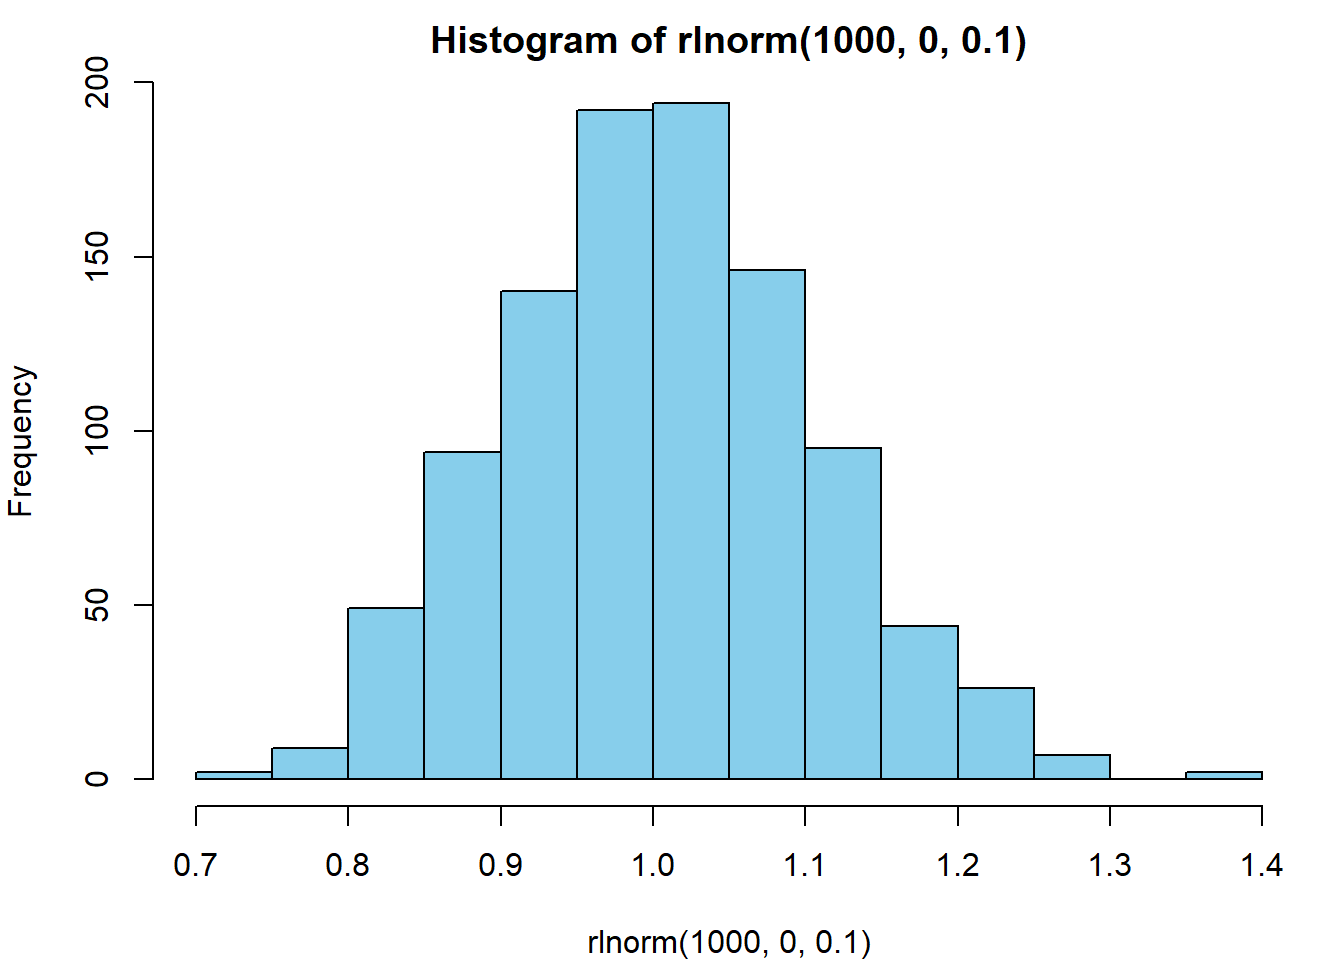 Histogram of rlnorm(1000, 0, 0.1)
Frequency
200
150
100
50
0
0.7 0.8 0.9 1.0 1.1 1.2 1.3 1.4
rlnorm(1000, 0, 0.1)